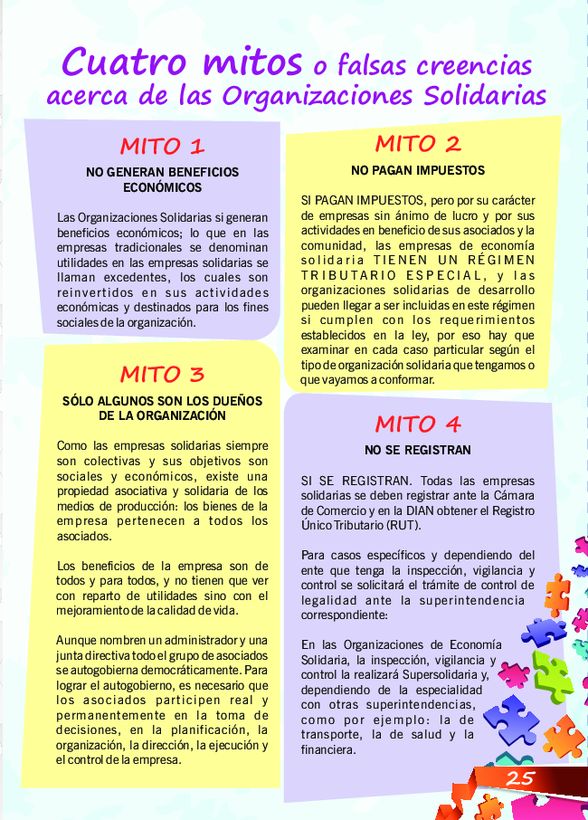 Cuatro mitos o falsas creencias
acerca de las Organizaciones Solidarias
MITO 1
NO GENERAN BENEFICIOS
ECONÓMICOS
Las Organizaciones Solidarias si generan
beneficios económicos; lo que en las
empresas tradicionales se denominan
utilidades en las empresas solidarias se
llaman excedentes, los cuales son
reinvertidos en sus actividades
económicas y destinados para los fines
sociales de la organización.
MITO 2
NO PAGAN IMPUESTOS
SI PAGAN IMPUESTOS, pero por su carácter
de empresas sin ánimo de lucro y por sus
actividades en beneficio de sus asociados y la
comunidad, las empresas de economía
solidaria TIENEN UN RÉGIMEN
TRIBUTARIO ESPECIAL, y las
organizaciones solidarias de desarrollo
pueden llegar a ser incluidas en este régimen
si cumplen con los requerimientos
establecidos en la ley, por eso hay que
examinar en cada caso particular según el
tipo de organización solidaria que tengamos o
que vayamos a conformar.
MITO 3
SÓLO ALGUNOS SON LOS DUEÑOS
DE LA ORGANIZACIÓN
Como las empresas solidarias siempre
son colectivas y sus objetivos son
sociales y económicos, existe una
propiedad asociativa y solidaria de los
medios de producción: los bienes de la
empresa pertenecen a todos los
asociados.
Los beneficios de la empresa son de
todos y para todos, y no tienen que ver
con reparto de utilidades sino con el
mejoramiento de la calidad de vida.
Aunque nombren un administrador y una
junta directiva todo el grupo de asociados
se autogobierna democráticamente. Para
lograr el autogobierno, es necesario que
los asociados participen real y
permanentemente en la toma de
decisiones, en la planificación, la
organización, la dirección, la ejecución y
el control de la empresa.
MITO 4
NO SE REGISTRAN
SI SE REGISTRAN. Todas las empresas
solidarias se deben registrar ante la Cámara
de Comercio y en la DIAN obtener el Registro
Único Tributario (RUT).
Para casos específicos y dependiendo del
ente que tenga la inspección, vigilancia y
control se solicitará el trámite de control de
legalidad ante la superintendencia
correspondiente:
En las Organizaciones de Economía
Solidaria, la inspección, vigilancia y
control la realizará Supersolidaria y,
dependiendo de la especialidad
con otras superintendencias,
como por ejemplo: la de
transporte, la de salud y la
financiera.
25